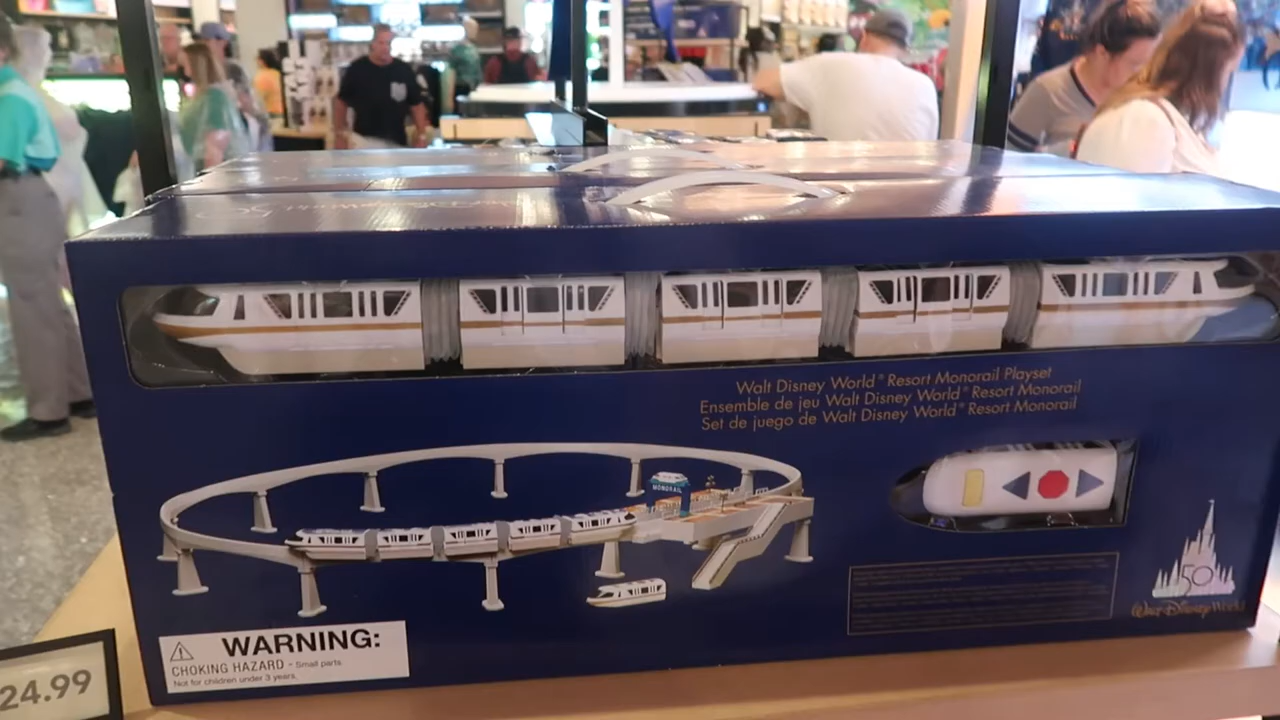 Walt Disney World® Resort Monorail Playset
Ensemble de jeu Walt Disney World® Resort Monorail
Set de juego de Walt Disney World® Resort Monorail
MONORAIL
50
Walt Disney World
WARNING:
CHOKING HAZARD - Small parts.
Not for children under 3 years.
24.99